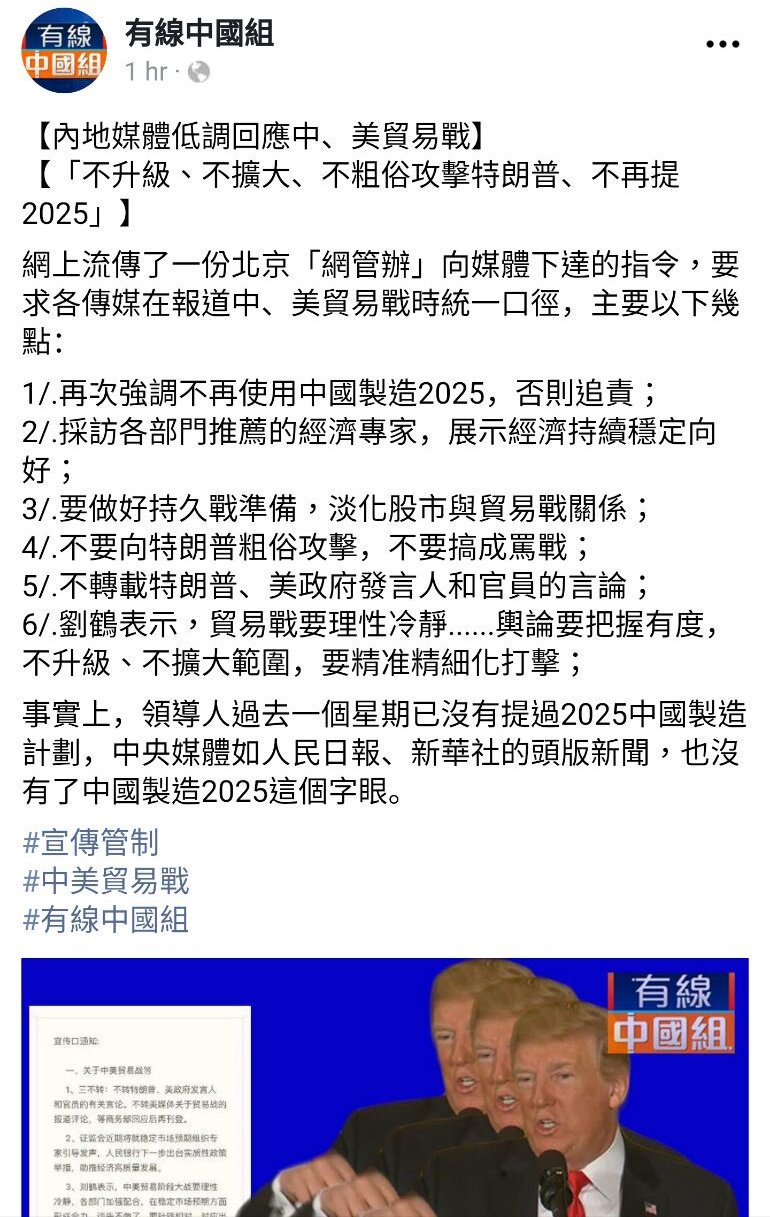 有線
中國組
有線中國組
1 hr
【內地媒體低調回應中、美貿易戰】
【「不升級、不擴大、不粗俗攻擊特朗普、不再提
2025」】
網上流傳了一份北京「網管辦」向媒體下達的指令，要
求各傳媒在報道中、美貿易戰時統一口徑，主要以下幾
點：
1/.再次強調不再使用中國製造2025，否則追責；
2/.採訪各部門推薦的經濟專家，展示經濟持續穩定向
好；
3/.要做好持久戰準備，淡化股市與貿易戰關係；
4/.不要向特朗普粗俗攻擊，不要搞成罵戰；
5/.不轉載特朗普、美政府發言人和官員的言論；
6/.劉鶴表示，貿易戰要理性冷靜......輿論要把握有度，
不升級、不擴大範圍，要精准精細化打擊；
事實上，領導人過去一個星期已沒有提過2025中國製造
計劃，中央媒體如人民日報、新華社的頭版新聞，也沒
有了中國製造2025這個字眼。
#宣傳管制
#中美貿易戰
#有線中國組
有線
中國組
宣传口通知:
一、关于中美贸易战等
1、三不转：不转特朗普、美政府发言人
和官员的有关言论。不转美媒体关于贸易战的
报道评论，等商务部回应后再刊登。
2、证监会近期将就稳定市场预期组织专
家引导发声，人民银行下一步出台实质性政策
举措，助推经济高质量发展。
3、刘鹤表示，中美贸易阶段大战要理性
冷静，各部门加强配合，在稳定市场预期方面